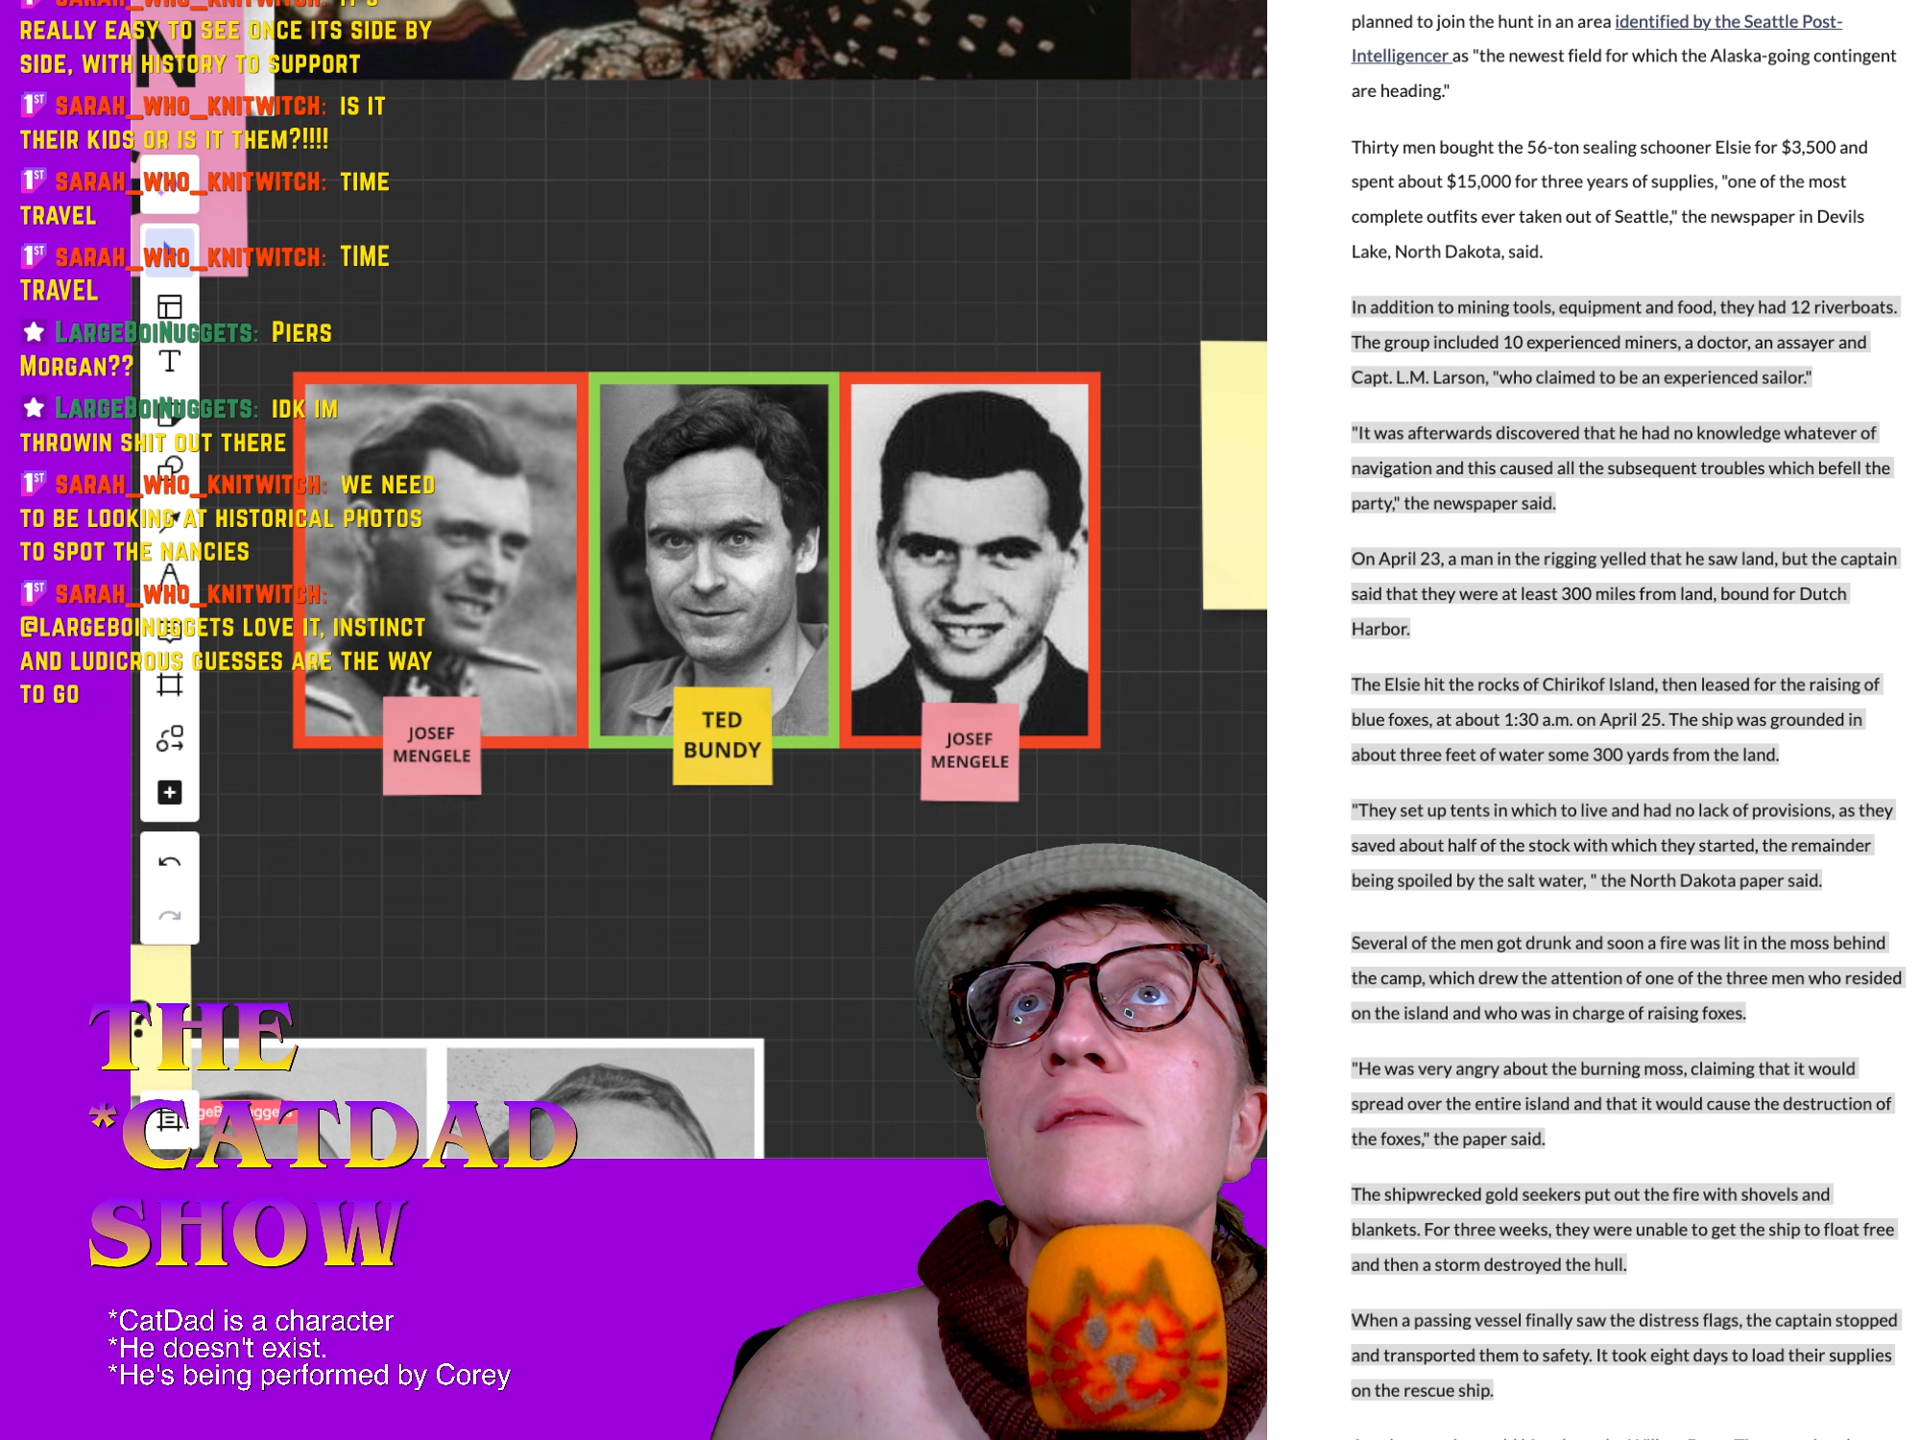 SARAH_WHO_KNITWITCH: IT'S
REALLY EASY TO SEE ONCE ITS SIDE BY
SIDE, WITH HISTORY TO SUPPORT
1ST SARAH_WHO_KNITWITCH: IS IT
THEIR KIDS OR IS IT THEM?!!!!
1ST SARAH_WHO_KNITWITCH: TIME
TRAVEL
1ST SARAH_WHO_KNITWITCH: TIME
TRAVEL
LARGEBOINUGGETS: PIERS
MORGAN??
LARGEBOINUGGETS: IDK IM
THROWIN SHIT OUT THERE
1ST SARAH_WHO_KNITWITCH: WE NEED
TO BE LOOKING AT HISTORICAL PHOTOS
TO SPOT THE NANCIES
1ST SARAH_WHO_KNITWITCH:
@LARGEBOINUGGETS LOVE IT, INSTINCT
AND LUDICROUS GUESSES ARE THE WAY
TO GO
N
JOSEF
MENGELE
TED
BUNDY
JOSEF
MENGELE
THE
*CATDAD
SHOW
*CatDad is a character
*He doesn't exist.
*He's being performed by Corey
planned to join the hunt in an area identified by the Seattle Post-
Intelligencer as "the newest field for which the Alaska-going contingent
are heading."
Thirty men bought the 56-ton sealing schooner Elsie for $3,500 and
spent about $15,000 for three years of supplies, "one of the most
complete outfits ever taken out of Seattle," the newspaper in Devils
Lake, North Dakota, said.
In addition to mining tools, equipment and food, they had 12 riverboats.
The group included 10 experienced miners, a doctor, an assayer and
Capt. L.M. Larson, "who claimed to be an experienced sailor."
"It was afterwards discovered that he had no knowledge whatever of
navigation and this caused all the subsequent troubles which befell the
party," the newspaper said.
On April 23, a man in the rigging yelled that he saw land, but the captain
said that they were at least 300 miles from land, bound for Dutch
Harbor.
The Elsie hit the rocks of Chirikof Island, then leased for the raising of
blue foxes, at about 1:30 a.m. on April 25. The ship was grounded in
about three feet of water some 300 yards from the land.
"They set up tents in which to live and had no lack of provisions, as they
saved about half of the stock with which they started, the remainder
being spoiled by the salt water, " the North Dakota paper said.
Several of the men got drunk and soon a fire was lit in the moss behind
the camp, which drew the attention of one of the three men who resided
on the island and who was in charge of raising foxes.
"He was very angry about the burning moss, claiming that it would
spread over the entire island and that it would cause the destruction of
the foxes," the paper said.
The shipwrecked gold seekers put out the fire with shovels and
blankets. For three weeks, they were unable to get the ship to float free
and then a storm destroyed the hull.
When a passing vessel finally saw the distress flags, the captain stopped
and transported them to safety. It took eight days to load their supplies
on the rescue ship.